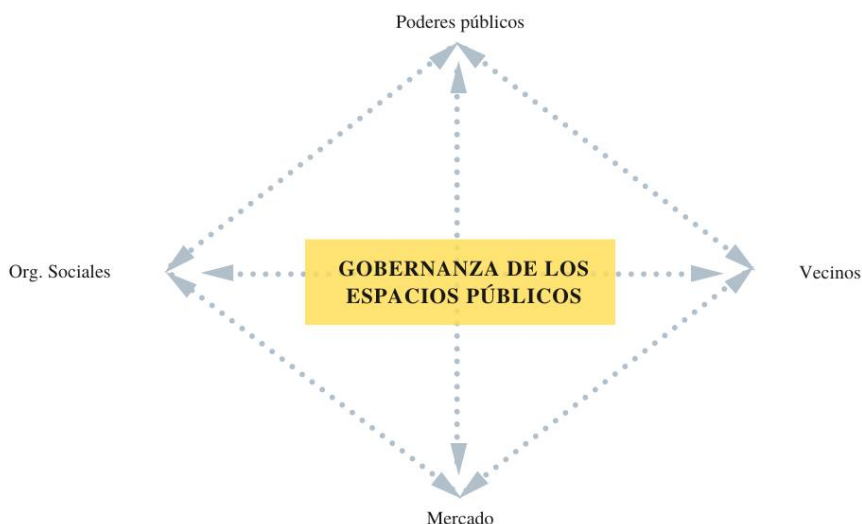 Poderes públicos
Org. Sociales
GOBERNANZA DE LOS
ESPACIOS PÚBLICOS
Vecinos
Mercado